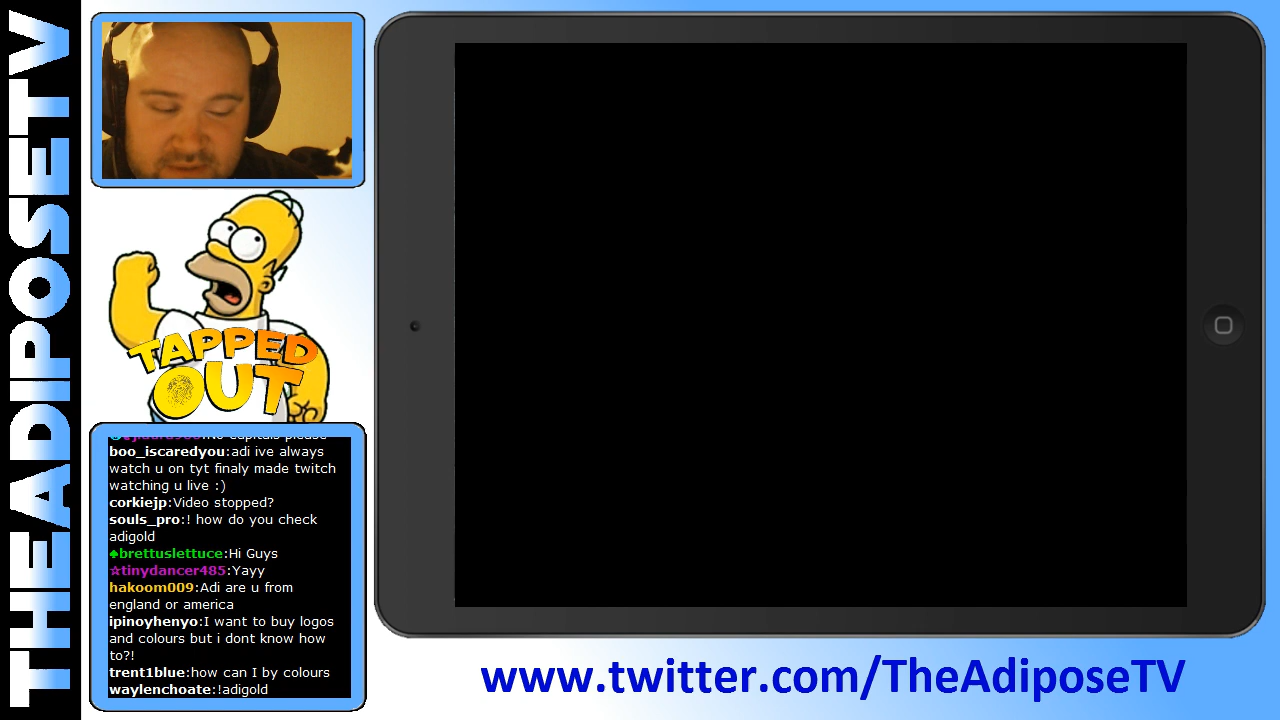 THEADIPOSETV
TAPPED
OUT
No capitals please
boo_iscaredyou:adi ive always
watch u on tyt finaly made twitch
watching u live :)
corkiejp:Video stopped?
souls_pro:! how do you check
adigold
♣brettuslettuce:Hi Guys
☆tinydancer485:Yayy
hakoom009:Adi are u from
england or america
ipinoyhenyo:I want to buy logos
and colours but i dont know how
to?!
trent1blue:how can I by colours
waylenchoate:!adigold
www.twitter.com/TheAdiposeTV